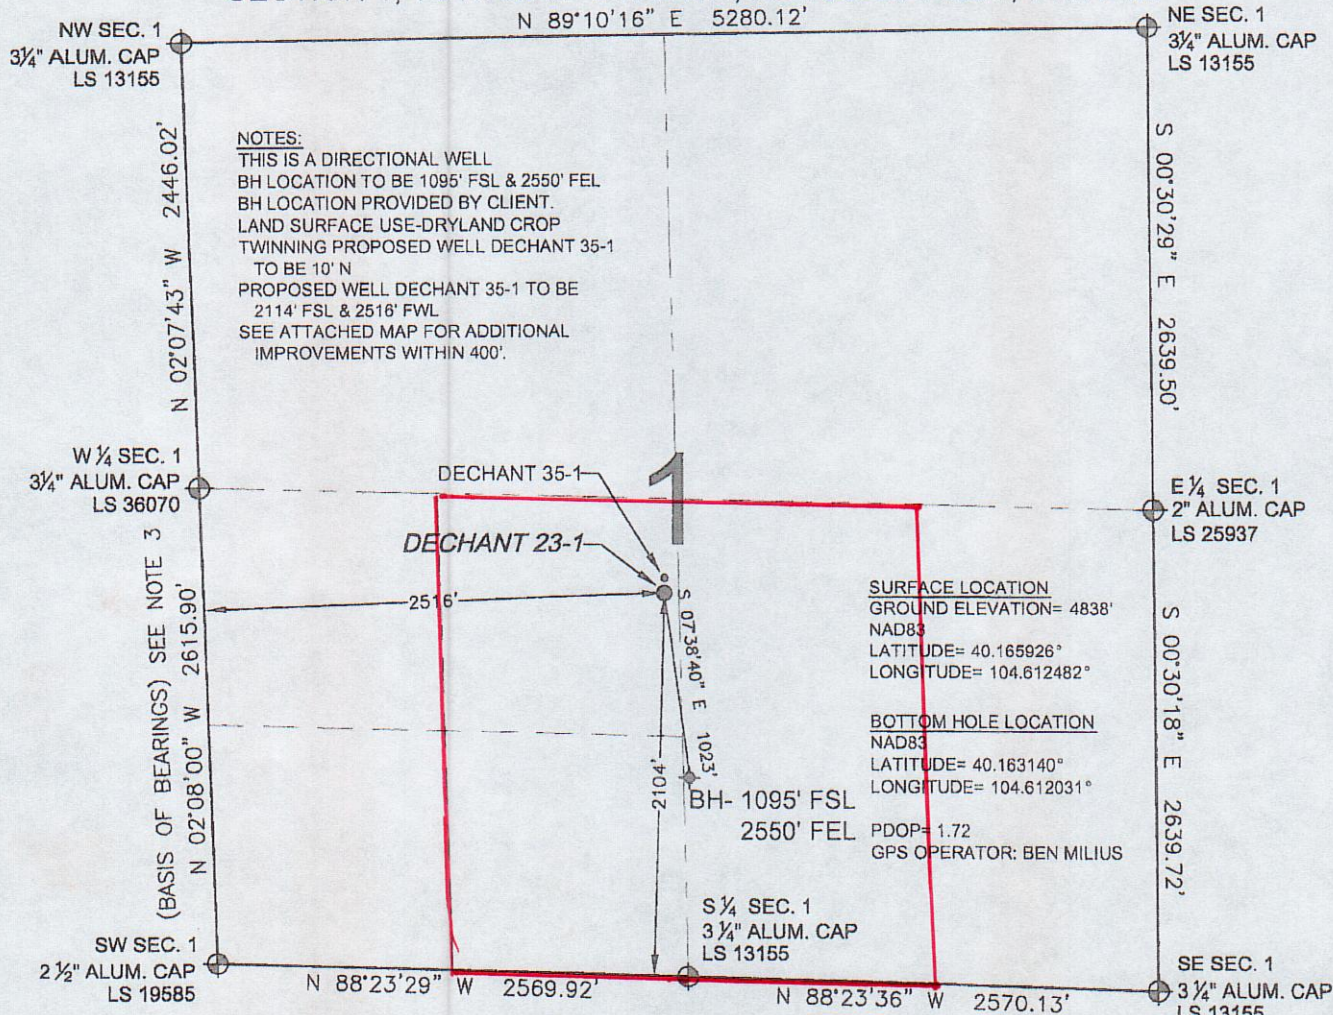 N 89°10'16" E 5280.12'
NW SEC. 1
3¼" ALUM. CAP
LS 13155
NE SEC. 1
3¼" ALUM. CAP
LS 13155
N 02°07'43" W 2446.02'
NOTES:
THIS IS A DIRECTIONAL WELL
BH LOCATION TO BE 1095' FSL & 2550' FEL
BH LOCATION PROVIDED BY CLIENT.
LAND SURFACE USE-DRYLAND CROP
TWINNING PROPOSED WELL DECHANT 35-1
TO BE 10' N
PROPOSED WELL DECHANT 35-1 TO BE
2114' FSL & 2516' FWL
SEE ATTACHED MAP FOR ADDITIONAL
IMPROVEMENTS WITHIN 400'.
S 00°30'29" E 2639.50'
W ¼ SEC. 1
3¼" ALUM. CAP
LS 36070
DECHANT 35-1
1
E ¼ SEC. 1
2" ALUM. CAP
LS 25937
DECHANT 23-1
2516'
S 07°38'40" E 1023'
2104'
SURFACE LOCATION
GROUND ELEVATION= 4838'
NAD83
LATITUDE= 40.165926°
LONGITUDE= 104.612482°
BOTTOM HOLE LOCATION
NAD83
LATITUDE= 40.163140°
LONGITUDE= 104.612031°
PDOP= 1.72
GPS OPERATOR: BEN MILIUS
BH- 1095' FSL
2550' FEL
(BASIS OF BEARINGS) SEE NOTE 3
N 02°08'00" W 2615.90'
S 00°30'18" E 2639.72'
S ¼ SEC. 1
3 ¼" ALUM. CAP
LS 13155
SW SEC. 1
2 ½" ALUM. CAP
LS 19585
N 88°23'29" W 2569.92'
N 88°23'36" W 2570.13'
SE SEC. 1
3 ¼" ALUM. CAP
LS 13155